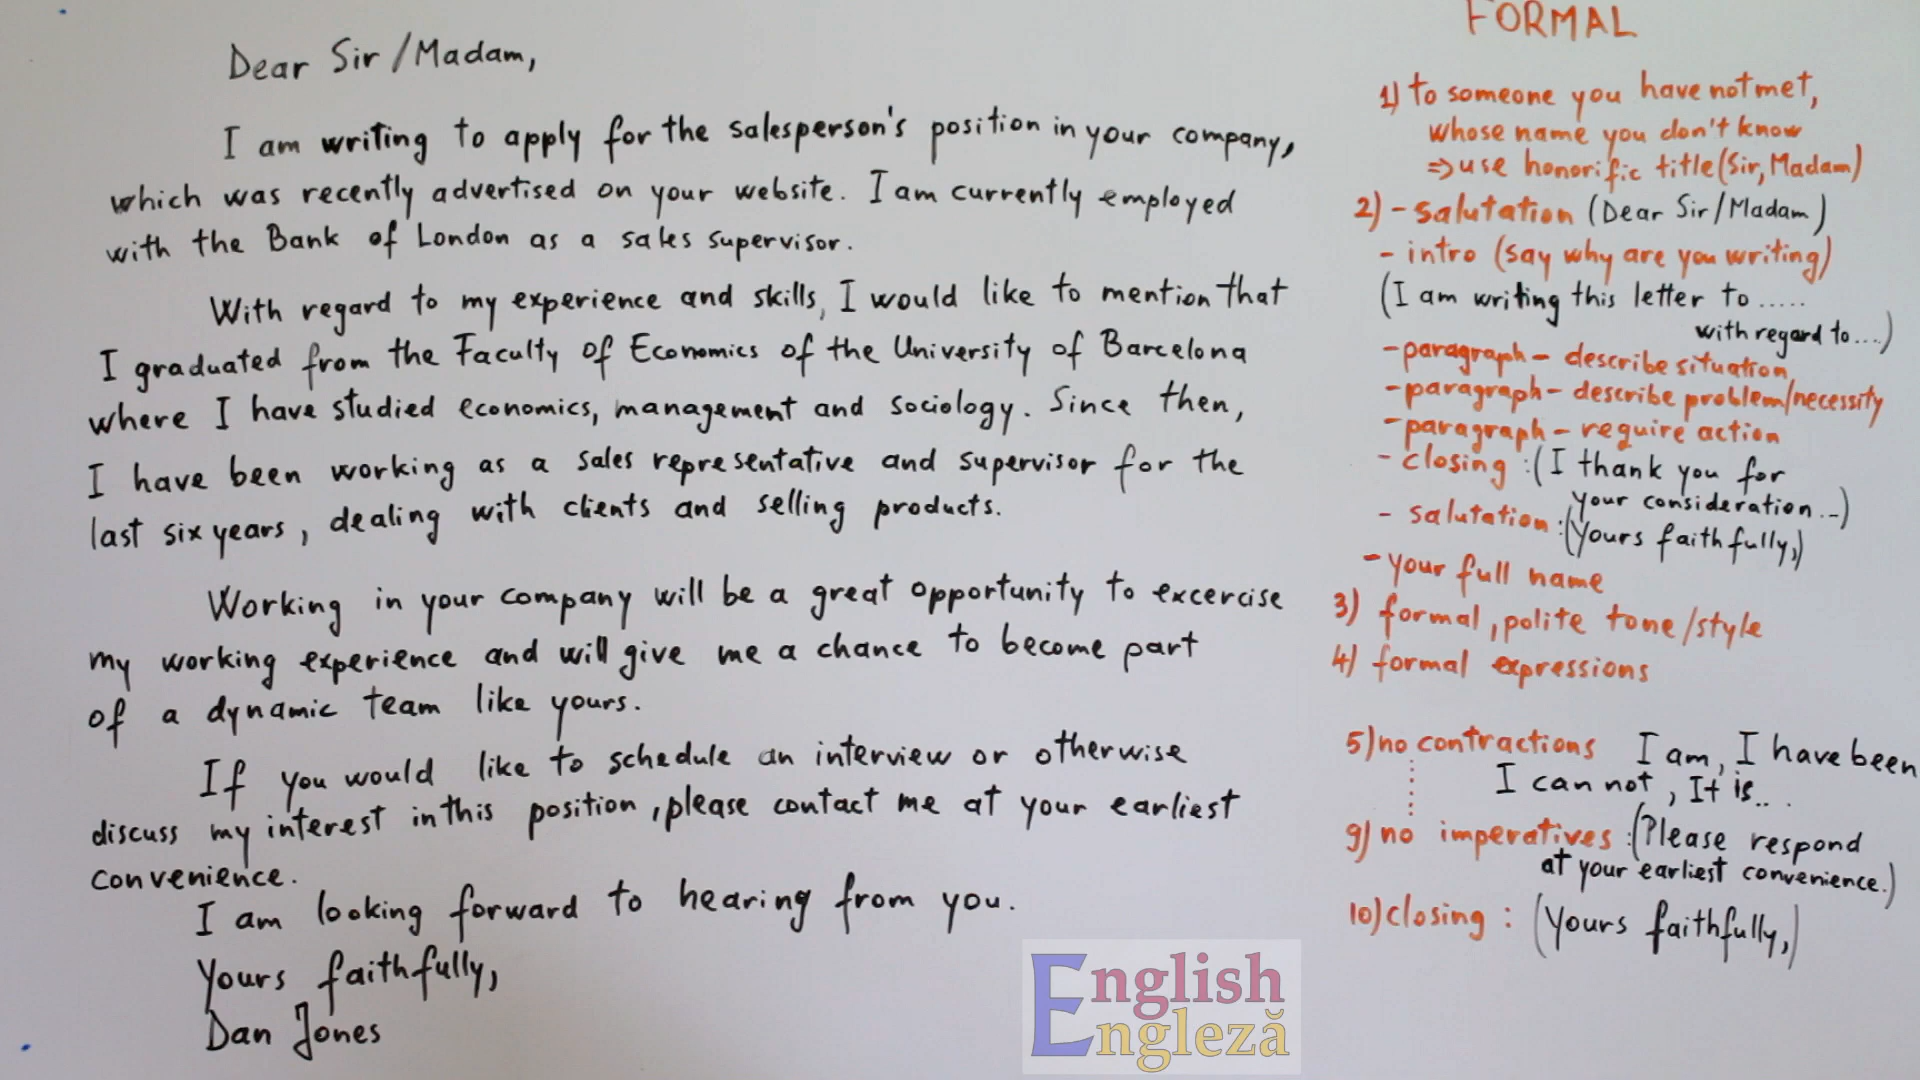 Dear Sir/Madam,
I am writing to apply for the salesperson's position in your company,
which was recently advertised on your website. I am currently employed
with the Bank of London as a sales supervisor.
With regard to my experience and skills, I would like to mention that
I graduated from the Faculty of Economics of the University of Barcelona
where I have studied economics, management and sociology. Since then,
I have been working as a sales representative and supervisor for the
last six years, dealing with clients and selling products.
Working in your company will be a great opportunity to excercise
my working experience and will give me a chance to become part
of a dynamic team like yours.
If you would like to schedule an interview or otherwise
discuss my interest in this position, please contact me at your earliest
convenience.
I am looking forward to hearing from you.
Yours faithfully,
Dan Jones
FORMAL
1) to someone you have not met,
whose name you don't know
⇒ use honorific title (Sir, Madam)
2) - salutation (Dear Sir/Madam)
- intro (say why are you writing)
(I am writing this letter to .....
with regard to....)
- paragraph - describe situation
- paragraph - describe problem/necessity
- paragraph - require action
- closing : (I thank you for
your consideration..-)
- salutation : (Yours faithfully,)
- your full name
3) formal, polite tone/style
4) formal expressions
5) no contractions I am, I have been
I can not, It is...
9) no imperatives : (Please respond
at your earliest convenience.)
10) closing : (Yours faithfully,)
English
Engleză